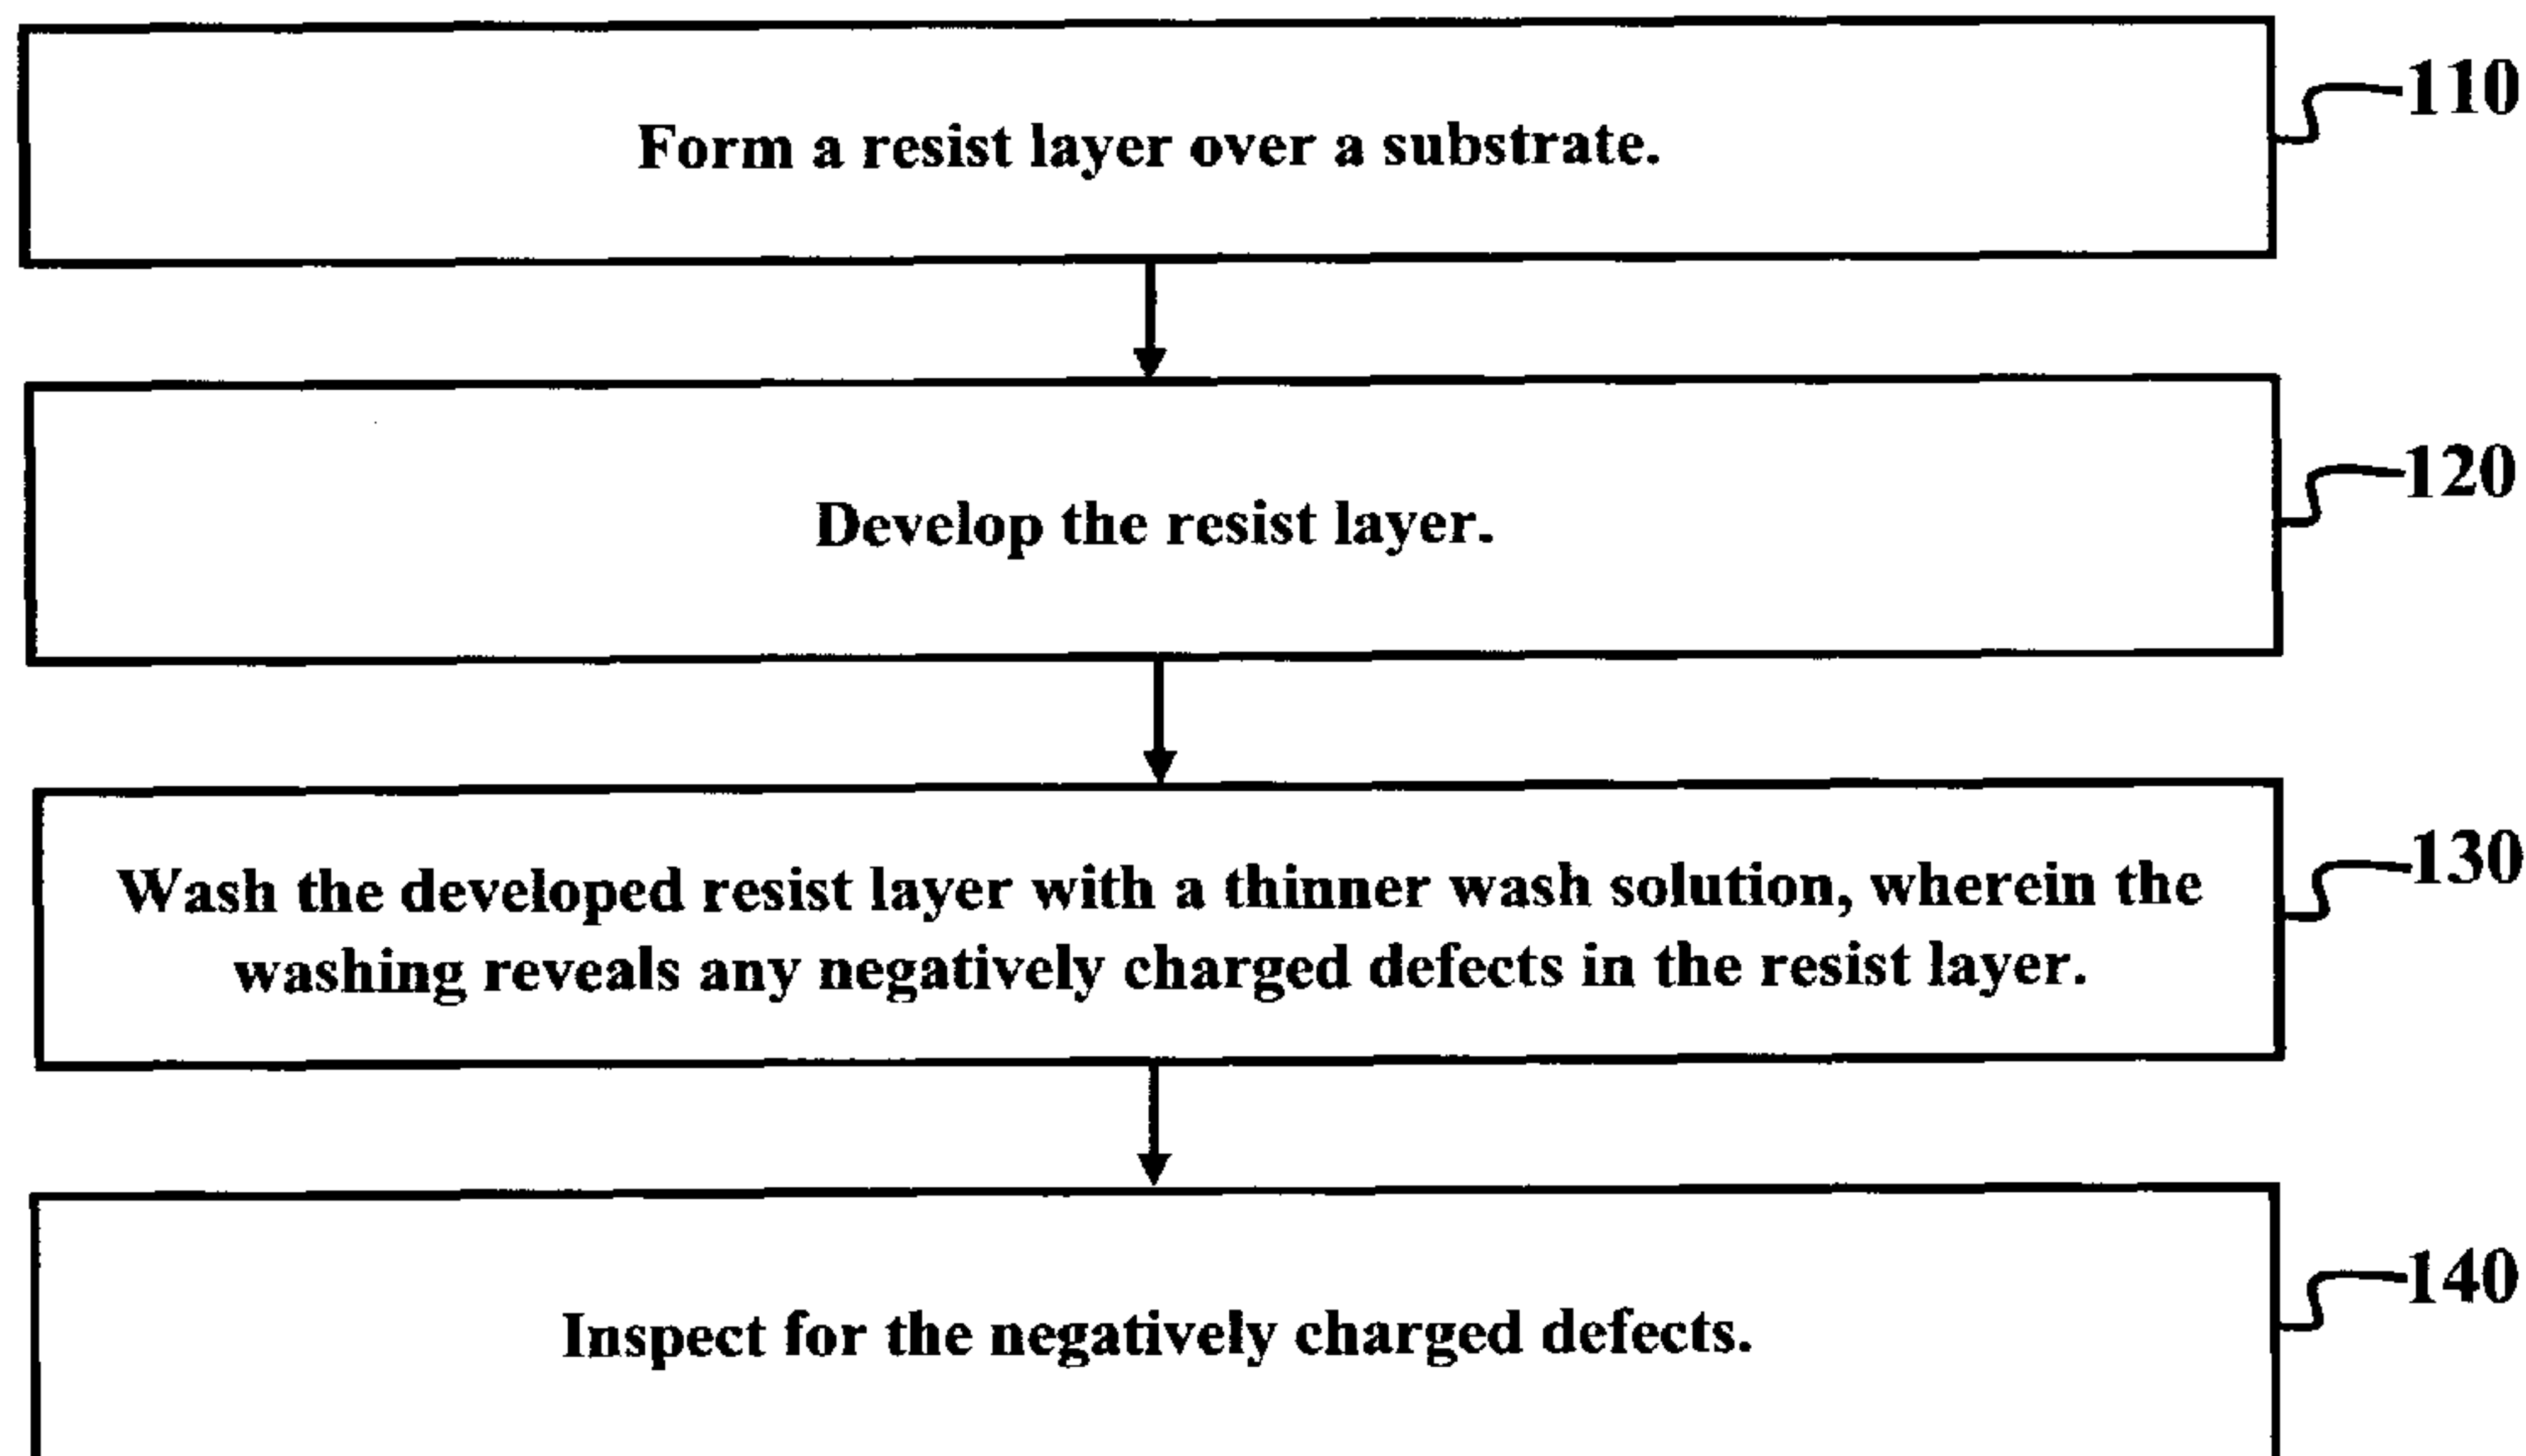 Form a resist layer over a substrate.
110
Develop the resist layer.
120
Wash the developed resist layer with a thinner wash solution, wherein the
washing reveals any negatively charged defects in the resist layer.
130
Inspect for the negatively charged defects.
140